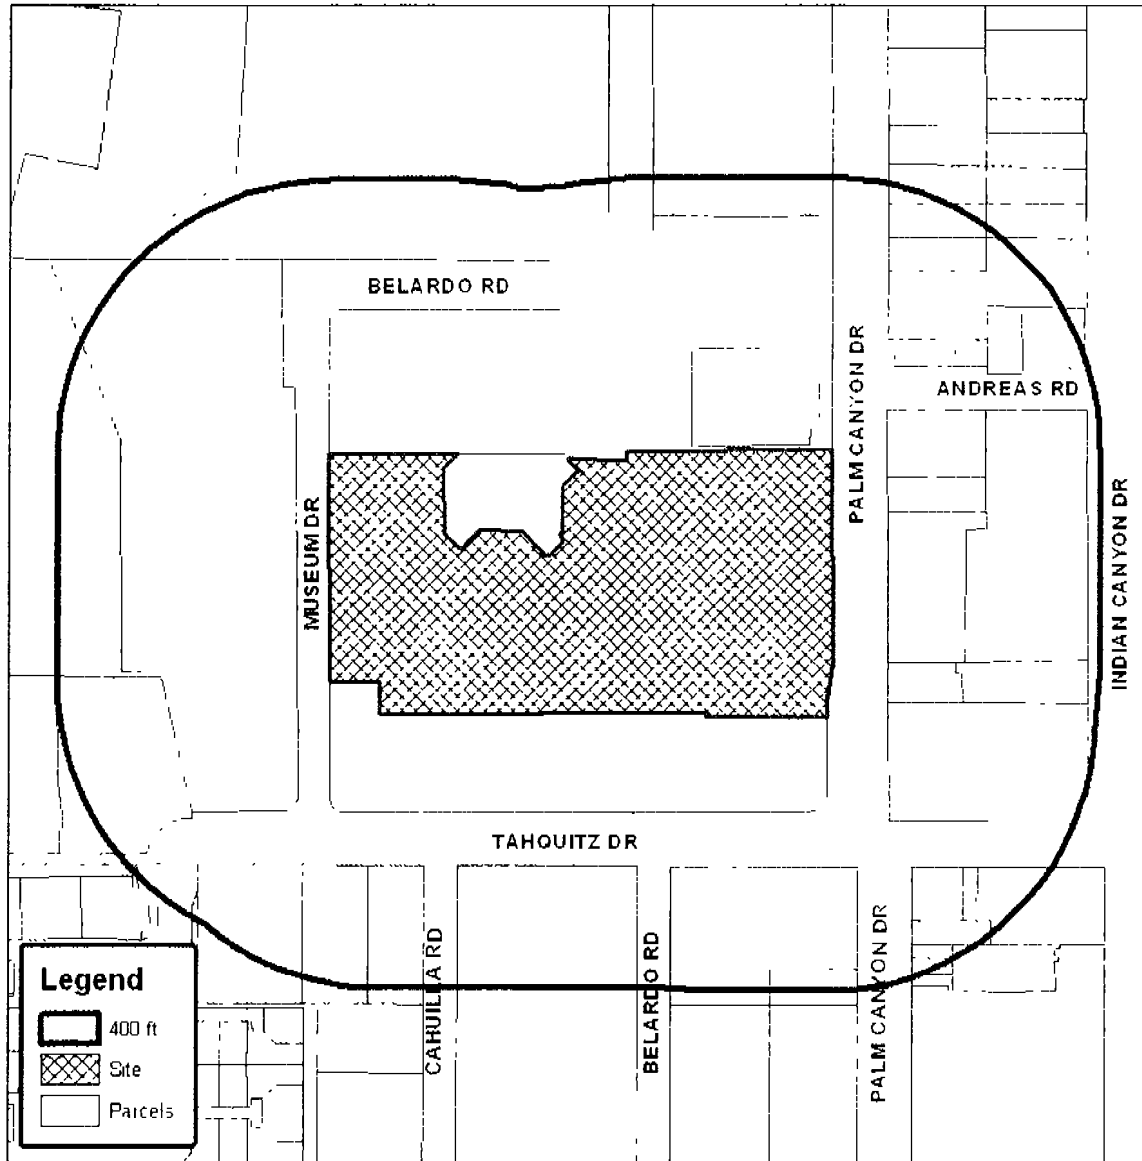 BELARDO RD
PALM CANYON DR
ANDREAS RD
MUSEUM DR
INDIAN CANYON DR
TAHQUITZ DR
CAHUILLA RD
BELARDO RD
PALM CANYON DR
Legend
400 ft
Site
Parcels